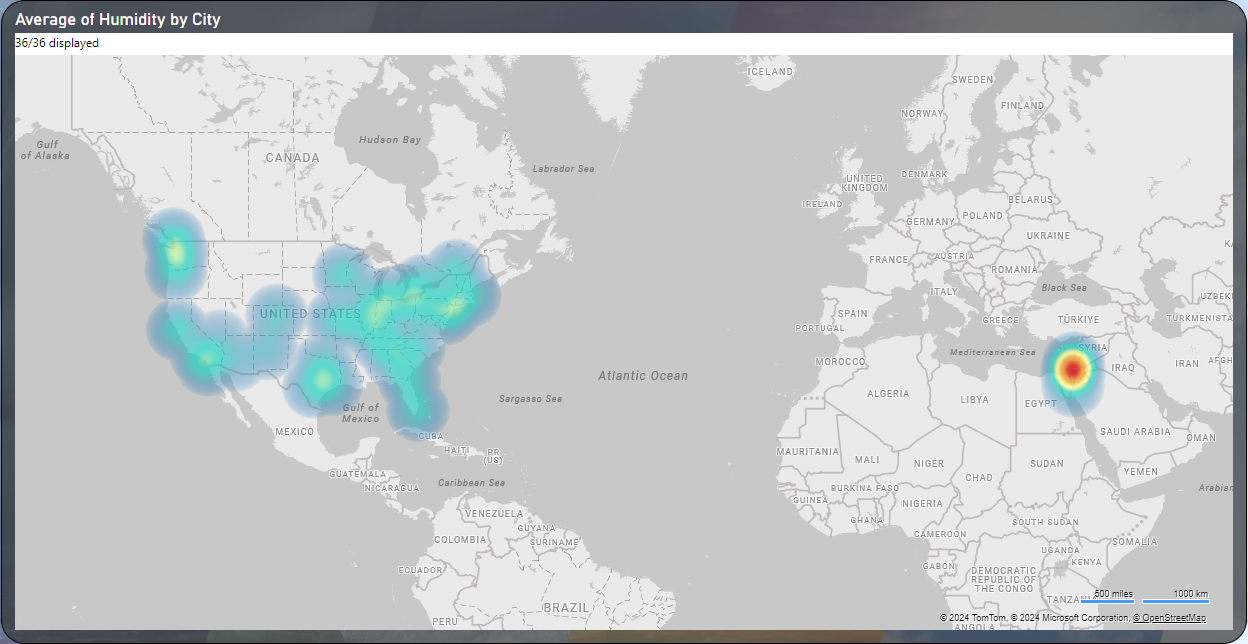 Average of Humidity by City
36/36 displayed
ICELAND
SWEDEN
FINLAND
NORWAY
Gulf
of Alaska
Hudson Bay
CANADA
Labrador Sea
UNITED
KINGDOM
DENMARK
IRELAND
BELARUS
POLAND
GERMANY
UKRAINE
FRANCE
AUSTRIA
ROMANIA
ITALY
Black Sea
UZBEK
SPAIN
PORTUGAL
GREECE
TÜRKIYE
TURKMENISTA
UNITED STATES
Mediterranean Sea
SYRIA
MOROCCO
IRAQ
IRAN
AFGH
Atlantic Ocean
ALGERIA
LIBYA
EGYPT
Sargasso Sea
Gulf of
Mexico
MEXICO
CUBA
SAUDI ARABIA
OMAN
HAITI
PR
(US)
MAURITANIA
MALI
NIGER
CHAD
SUDAN
YEMEN
GUATEMALA
NICARAGUA
Caribbean Sea
BURKINA FASO
Arabian
GUINEA
NIGERIA
VENEZUELA
GUYANA
SURINAME
COLOMBIA
GHANA
CAMEROON
SOUTH SUDAN
SOMALIA
ECUADOR
GABON
UGANDA
KENYA
DEMOCRATIC
REPUBLIC OF
THE CONGO
TANZANI
BRAZIL
PERU
ANGOLA
500 miles
1000 km
© 2024 TomTom, © 2024 Microsoft Corporation, © OpenStreetMap